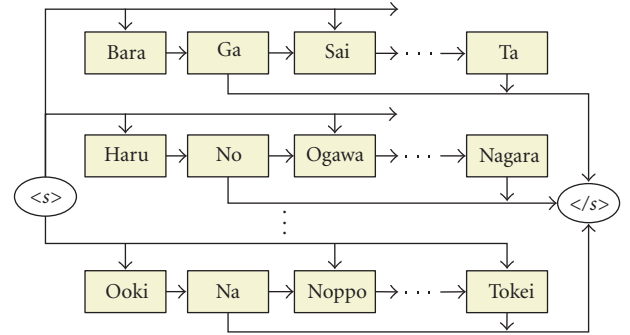 Bara Ga Sai · · · Ta
Haru No Ogawa · · · Nagara
<s> </s>
Ooki Na Noppo · · · Tokei